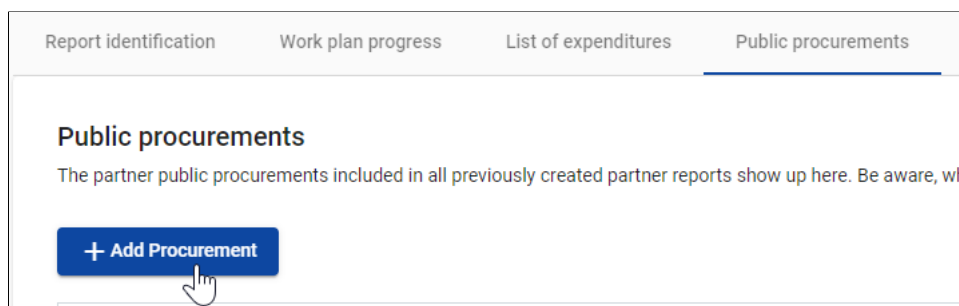 Report identification Work plan progress List of expenditures Public procurements
Public procurements
The partner public procurements included in all previously created partner reports show up here. Be aware,
+ Add Procurement